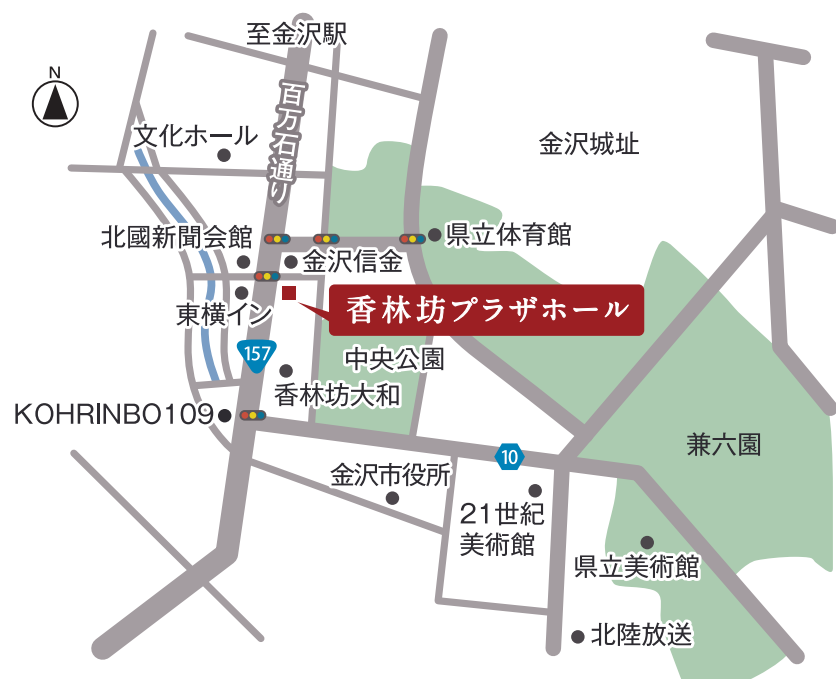 至金沢駅
N
百万石通り
文化ホール
金沢城址
北國新聞会館
県立体育館
金沢信金
東横イン
香林坊プラザホール
157
中央公園
香林坊大和
KOHRINBO109
兼六園
10
金沢市役所
21世紀
美術館
県立美術館
北陸放送